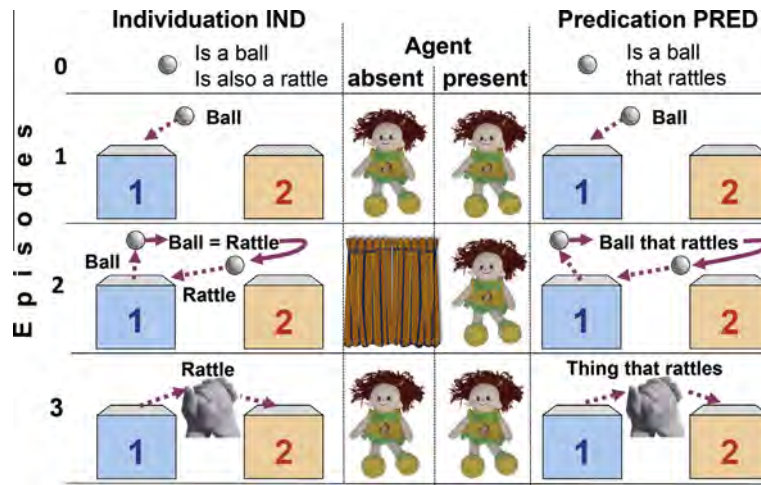 Individuation IND
Agent
Predication PRED
0
Is a ball
Is also a rattle
absent
present
Is a ball
that rattles
Episodes
1
Ball
1
2
Ball
1
2
2
Ball = Rattle
Ball
Rattle
1
2
Ball that rattles
1
2
3
Rattle
1
2
Thing that rattles
1
2